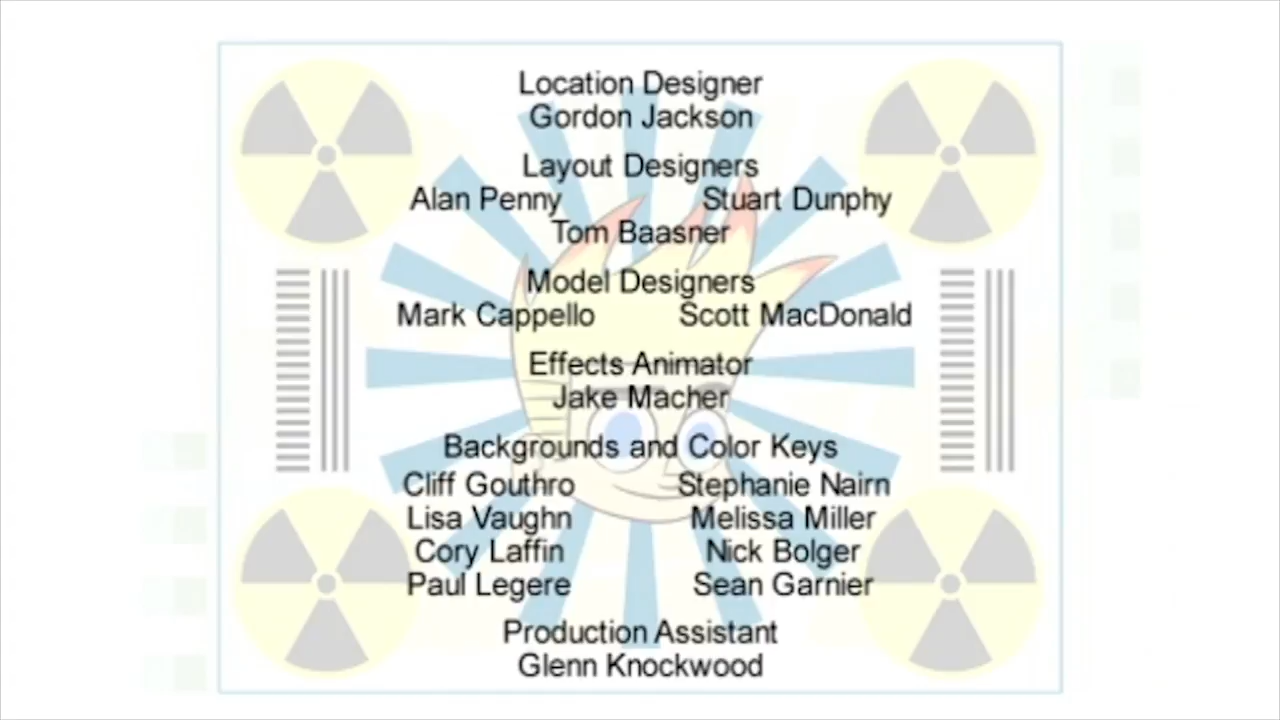 Location Designer
Gordon Jackson
Layout Designers
Alan Penny Stuart Dunphy
Tom Baasner
Model Designers
Mark Cappello Scott MacDonald
Effects Animator
Jake Macher
Backgrounds and Color Keys
Cliff Gouthro Stephanie Nairn
Lisa Vaughn Melissa Miller
Cory Laffin Nick Bolger
Paul Legere Sean Garnier
Production Assistant
Glenn Knockwood